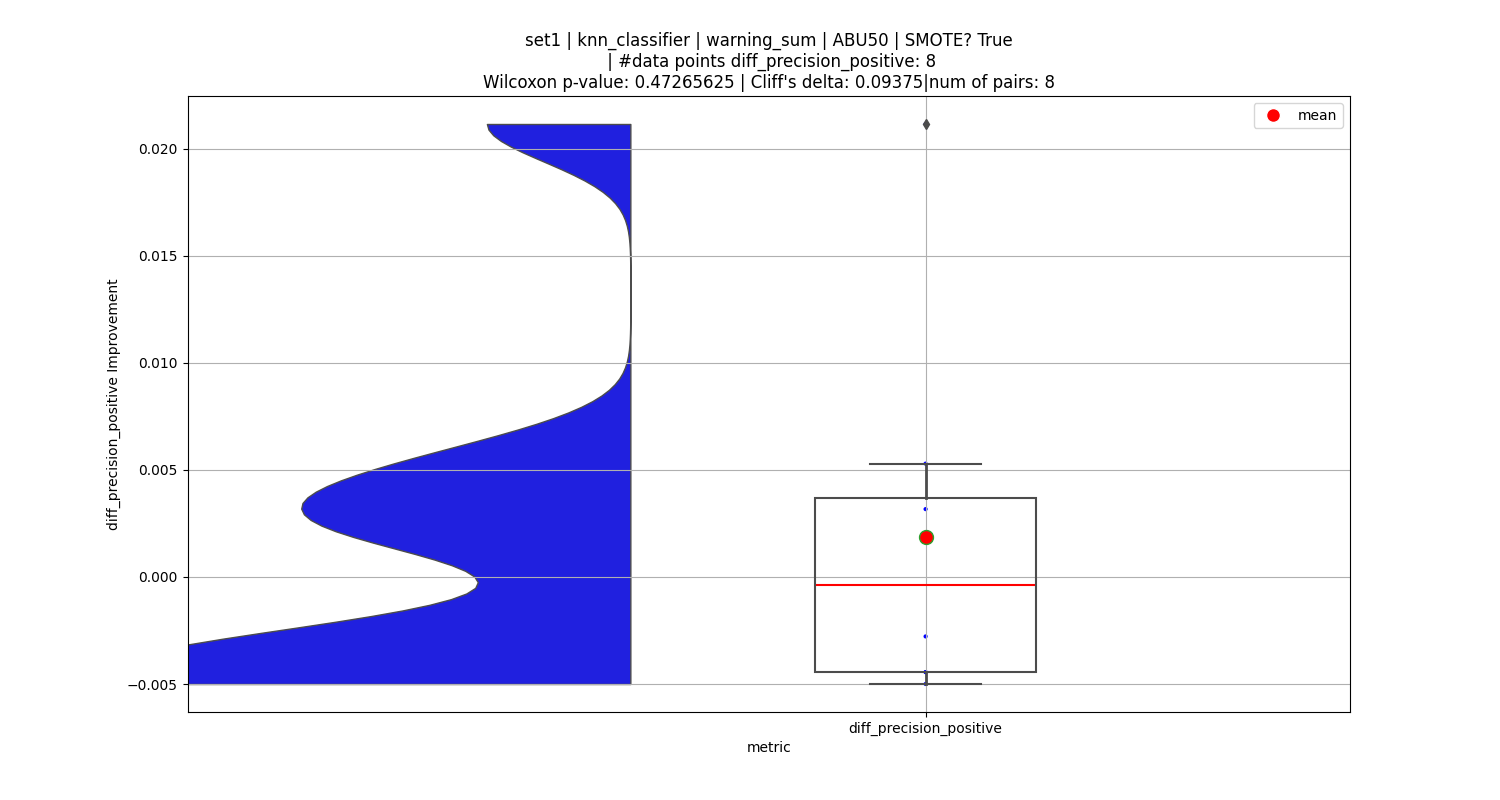 set1 | knn_classifier | warning_sum | ABU50 | SMOTE? True
| #data points diff_precision_positive: 8
Wilcoxon p-value: 0.47265625 | Cliff's delta: 0.09375|num of pairs: 8
mean
0.020
0.015
0.010
0.005
0.000
−0.005
diff_precision_positive Improvement
diff_precision_positive
metric